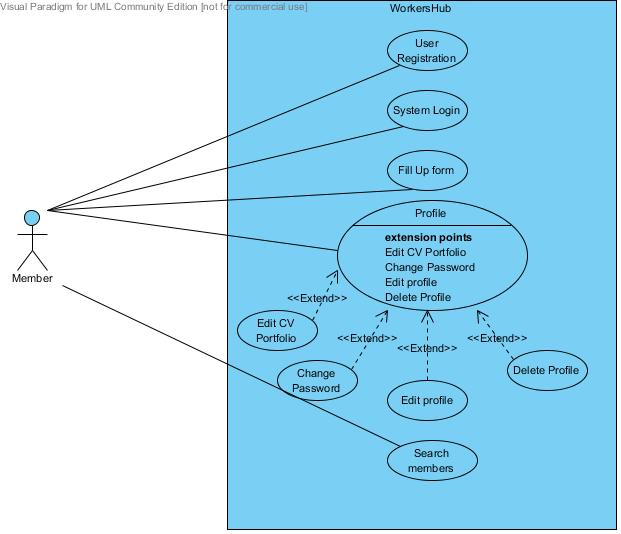 Visual Paradigm for UML Community Edition [not for commercial use]
WorkersHub
User
Registration
System Login
Fill Up form
Profile
extension points
Edit CV Portfolio
Change Password
Edit profile
Delete Profile
Member
<<Extend>>
Edit CV
Portfolio
<<Extend>>
<<Extend>>
<<Extend>>
Change
Password
Edit profile
Delete Profile
Search
members